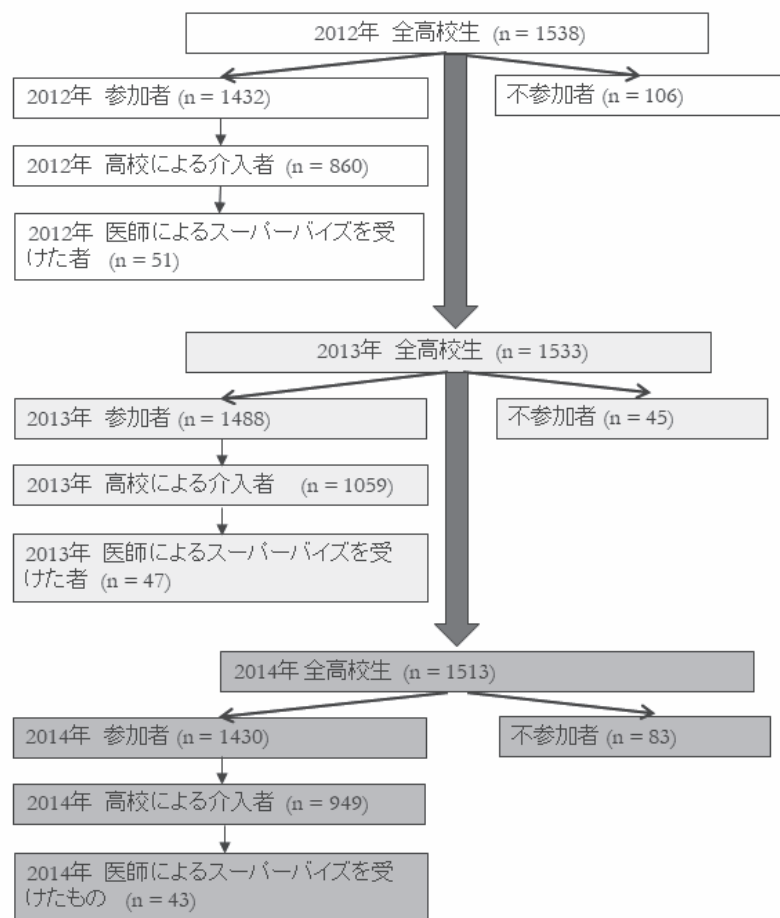 2012年 全高校生 (n = 1538)
2012年 参加者 (n = 1432)
不参加者 (n = 106)
2012年 高校による介入者 (n = 860)
2012年 医師によるスーパーバイズを受
けた者 (n = 51)
2013年 全高校生 (n = 1533)
2013年 参加者 (n = 1488)
不参加者 (n = 45)
2013年 高校による介入者 (n = 1059)
2013年 医師によるスーパーバイズを受
けた者 (n = 47)
2014年 全高校生 (n = 1513)
2014年 参加者 (n = 1430)
不参加者 (n = 83)
2014年 高校による介入者 (n = 949)
2014年 医師によるスーパーバイズを受
けたもの (n = 43)